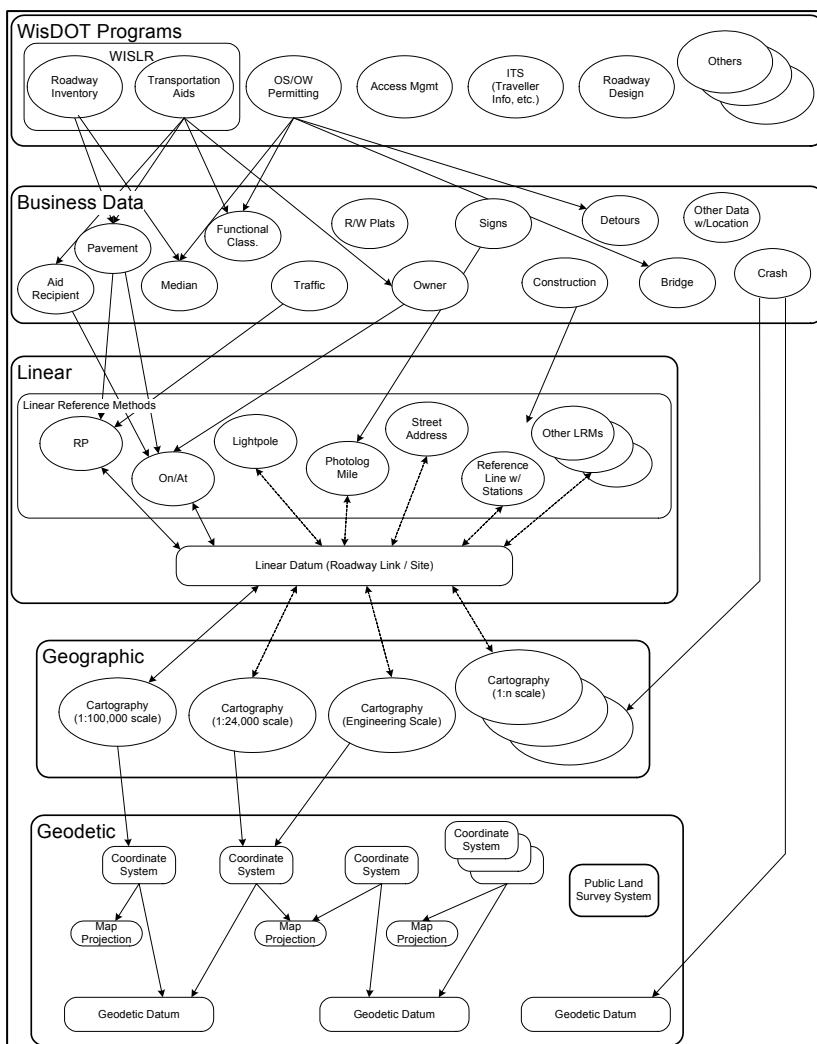 WisDOT Programs
WISLR
Roadway
Inventory
Transportation
Aids
OS/OW
Permitting
Access Mgmt
ITS
(Traveller
Info, etc.)
Roadway
Design
Others
Business Data
Pavement
Functional
Class.
R/W Plats
Signs
Detours
Other Data
w/Location
Aid
Recipient
Median
Traffic
Owner
Construction
Bridge
Crash
Linear
Linear Reference Methods
RP
On/At
Lightpole
Photolog
Mile
Street
Address
Reference
Line w/
Stations
Other LRMs
Linear Datum (Roadway Link / Site)
Geographic
Cartography
(1:100,000 scale)
Cartography
(1:24,000 scale)
Cartography
(Engineering Scale)
Cartography
(1:n scale)
Geodetic
Coordinate
System
Coordinate
System
Coordinate
System
Coordinate
System
Public Land
Survey System
Map
Projection
Map
Projection
Map
Projection
Geodetic Datum
Geodetic Datum
Geodetic Datum